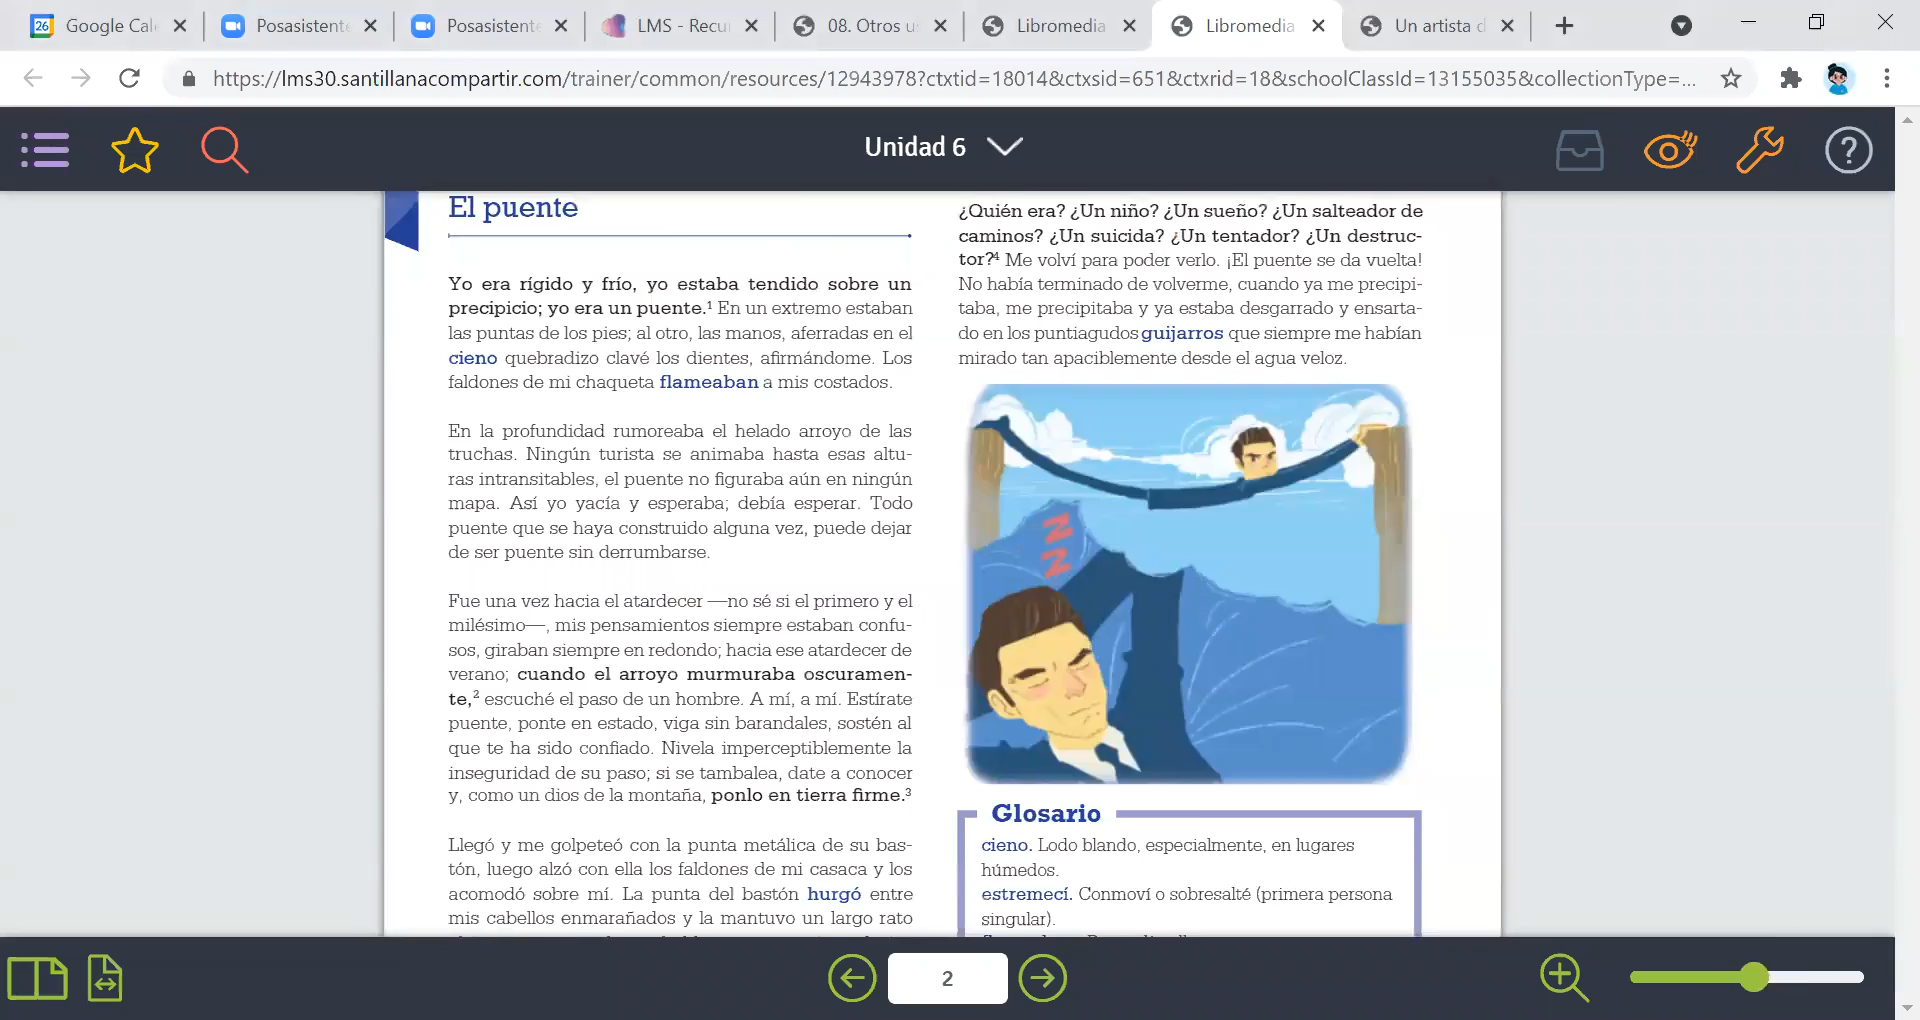 26
Google Cal
Posasistente
Posasistente
LMS - Recu
08. Otros u
Libromedia
Libromedia
Un artista d
https://lms30.santillanacompartir.com/trainer/common/resources/12943978?ctxtid=18014&ctxsid=651&ctxrid=18&schoolClassId=13155035&collectionType=...
Unidad 6
El puente
Yo era rígido y frío, yo estaba tendido sobre un
precipicio; yo era un puente.¹ En un extremo estaban
las puntas de los pies; al otro, las manos, aferradas en el
cieno quebradizo clavé los dientes, afirmándome. Los
faldones de mi chaqueta flameaban a mis costados.
En la profundidad rumoreaba el helado arroyo de las
truchas. Ningún turista se animaba hasta esas altu-
ras intransitables, el puente no figuraba aún en ningún
mapa. Así yo yacía y esperaba; debía esperar. Todo
puente que se haya construido alguna vez, puede dejar
de ser puente sin derrumbarse.
Fue una vez hacia el atardecer —no sé si el primero y el
milésimo—, mis pensamientos siempre estaban confu-
sos, giraban siempre en redondo; hacia ese atardecer de
verano; cuando el arroyo murmuraba oscuramen-
te,² escuché el paso de un hombre. A mí, a mí. Estírate
puente, ponte en estado, viga sin barandales, sostén al
que te ha sido confiado. Nivela imperceptiblemente la
inseguridad de su paso; si se tambalea, date a conocer
y, como un dios de la montaña, ponlo en tierra firme.³
Llegó y me golpeteó con la punta metálica de su bas-
tón, luego alzó con ella los faldones de mi casaca y los
acomodó sobre mí. La punta del bastón hurgó entre
mis cabellos enmarañados y la mantuvo un largo rato
¿Quién era? ¿Un niño? ¿Un sueño? ¿Un salteador de
caminos? ¿Un suicida? ¿Un tentador? ¿Un destruc-
tor?⁴ Me volví para poder verlo. ¡El puente se da vuelta!
No había terminado de volverme, cuando ya me precipi-
taba, me precipitaba y ya estaba desgarrado y ensarta-
do en los puntiagudos guijarros que siempre me habían
mirado tan apaciblemente desde el agua veloz.
Z
Z
Glosario
cieno. Lodo blando, especialmente, en lugares
húmedos.
estremecí. Conmoví o sobresalté (primera persona
singular).
2